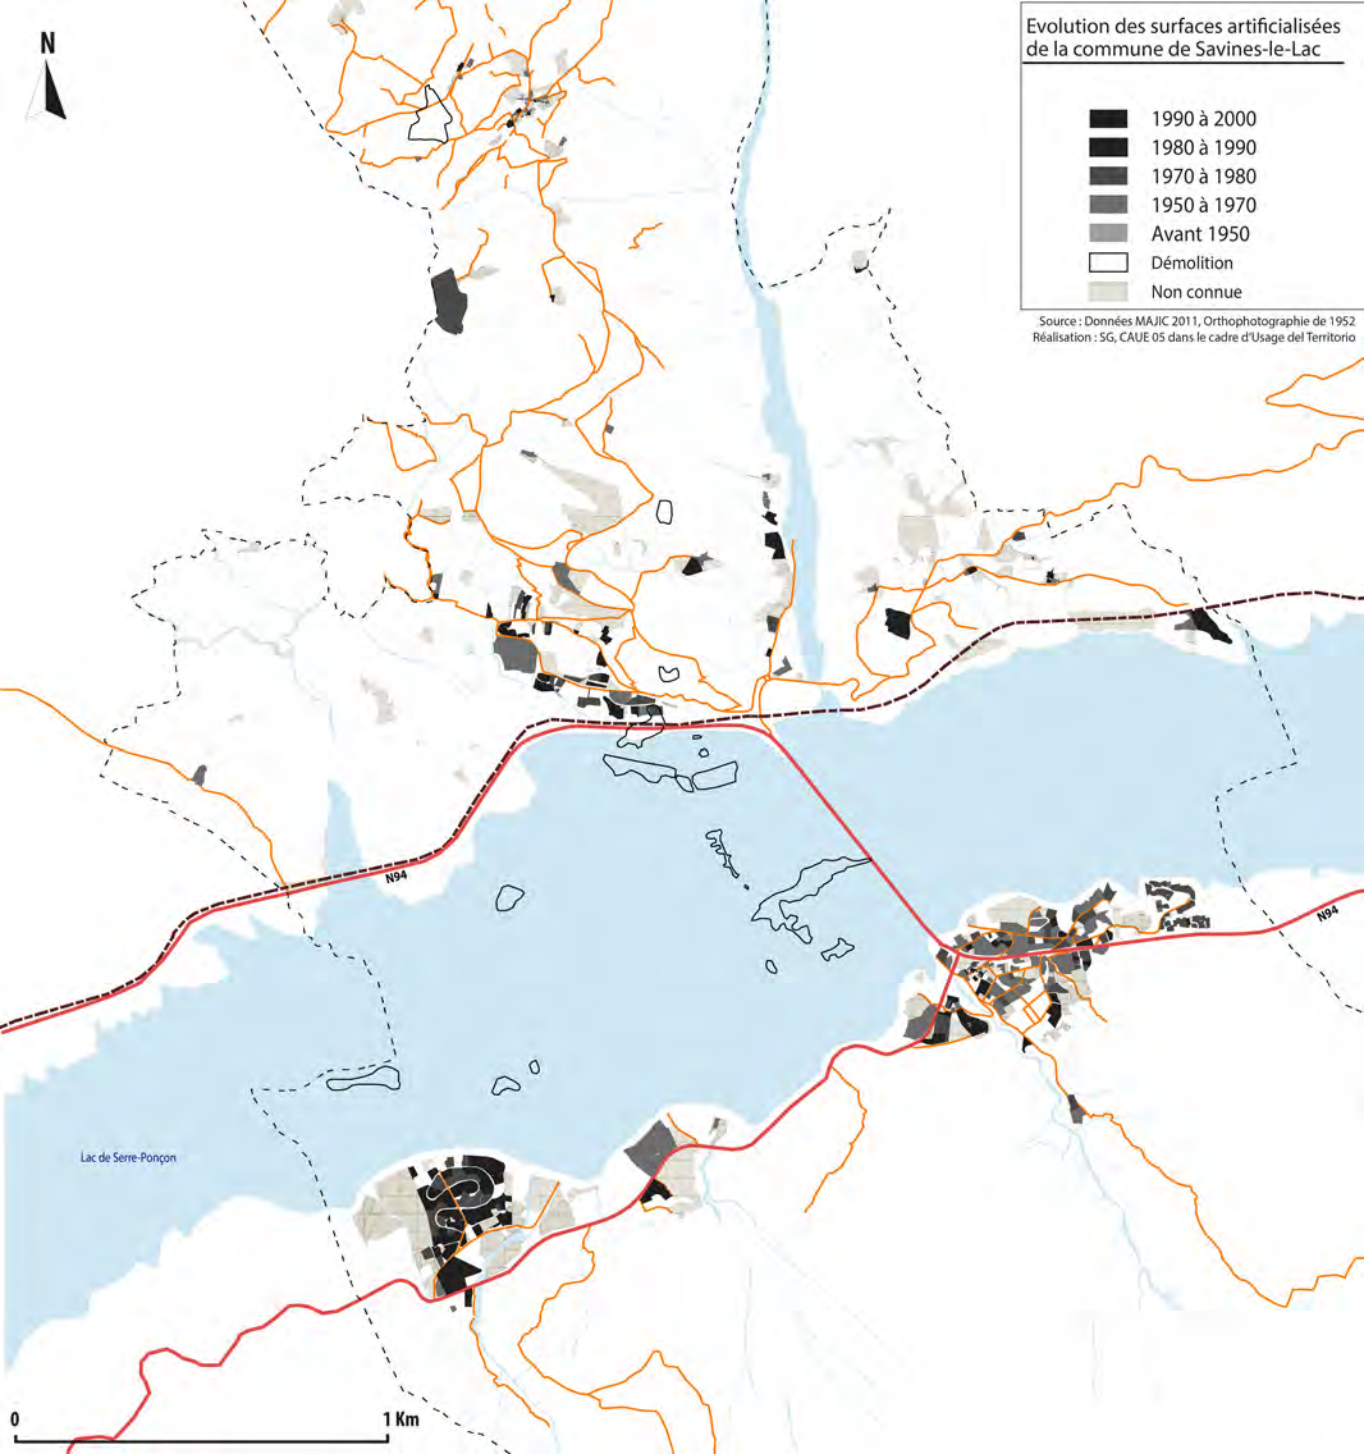 N
Evolution des surfaces artificialisées
de la commune de Savines-le-Lac
1990 à 2000
1980 à 1990
1970 à 1980
1950 à 1970
Avant 1950
Démolition
Non connue
Source : Données MAJIC 2011, Orthophotographie de 1952
Réalisation : SG, CAUE 05 dans le cadre d'Usage del Territorio
N94
N94
Lac de Serre-Ponçon
0
1 Km